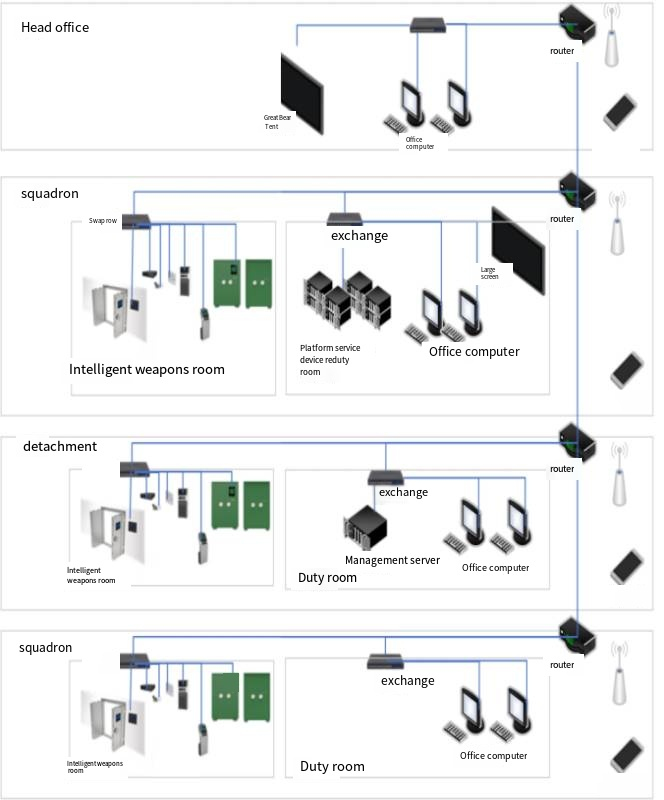 Head office
router
GreatBear
Tent
Office
computer
squadron
router
Swap row
exchange
Large
screen
Platform service
device reduty
room
Office computer
Intelligent weapons room
detachment
router
exchange
Management server
Office computer
Intelligent
weapons room
Duty room
squadron
router
exchange
Office computer
Intelligent weapons
room
Duty room